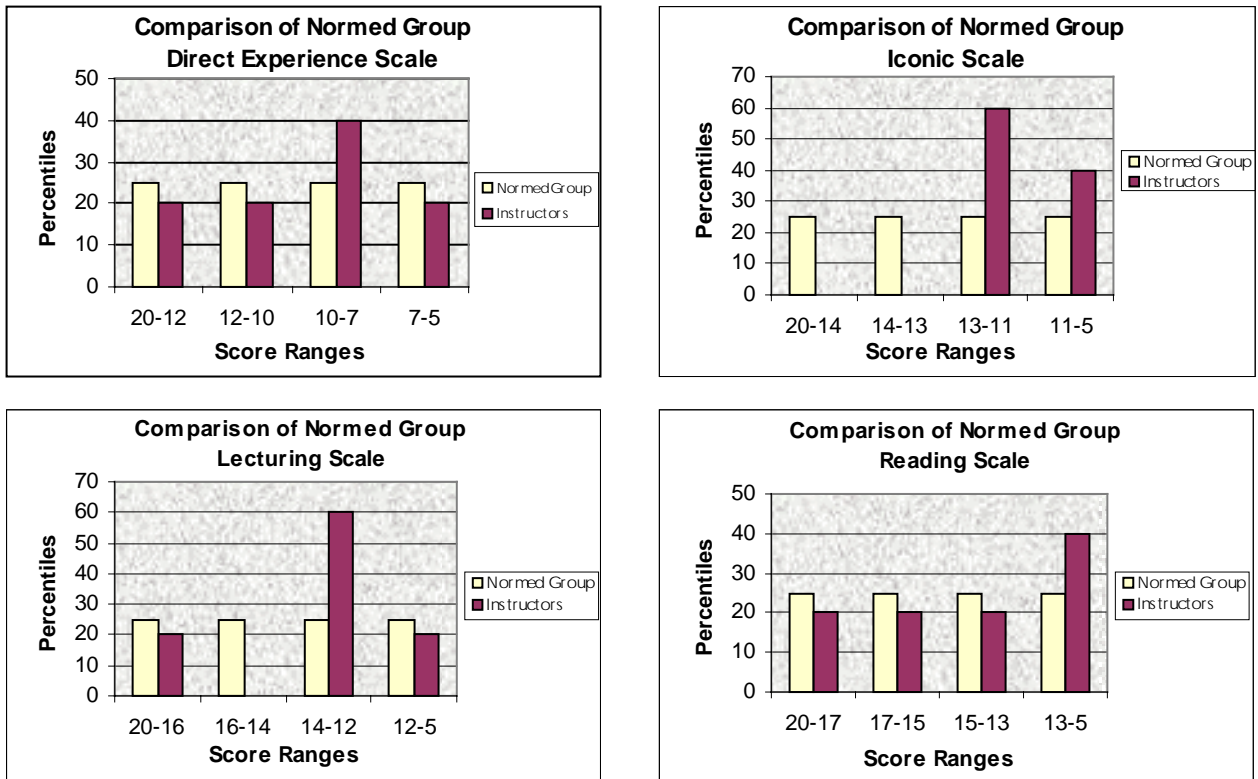 Comparison of Normed Group
Direct Experience Scale
Percentiles
50
40
30
20
10
0
20-12 12-10 10-7 7-5
Score Ranges
Normed Group
Instructors
Comparison of Normed Group
Iconic Scale
Percentiles
70
60
50
40
30
20
10
0
20-14 14-13 13-11 11-5
Score Ranges
Normed Group
Instructors
Comparison of Normed Group
Lecturing Scale
Percentiles
70
60
50
40
30
20
10
0
20-16 16-14 14-12 12-5
Score Ranges
Normed Group
Instructors
Comparison of Normed Group
Reading Scale
Percentiles
50
40
30
20
10
0
20-17 17-15 15-13 13-5
Score Ranges
Normed Group
Instructors